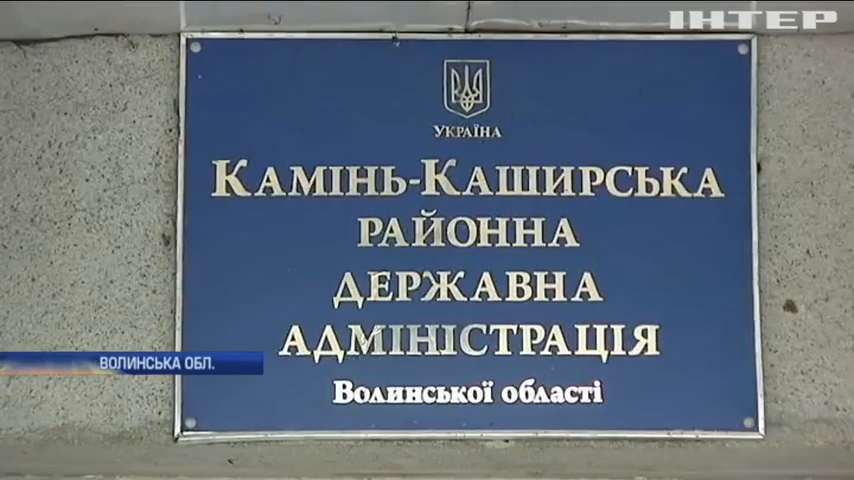 ІНТЕР
УКРАЇНА
КАМІНЬ-КАШИРСЬКА
РАЙОННА
ДЕРЖАВНА
АДМІНІСТРАЦІЯ
Волинської області
ВОЛИНСЬКА ОБЛ.